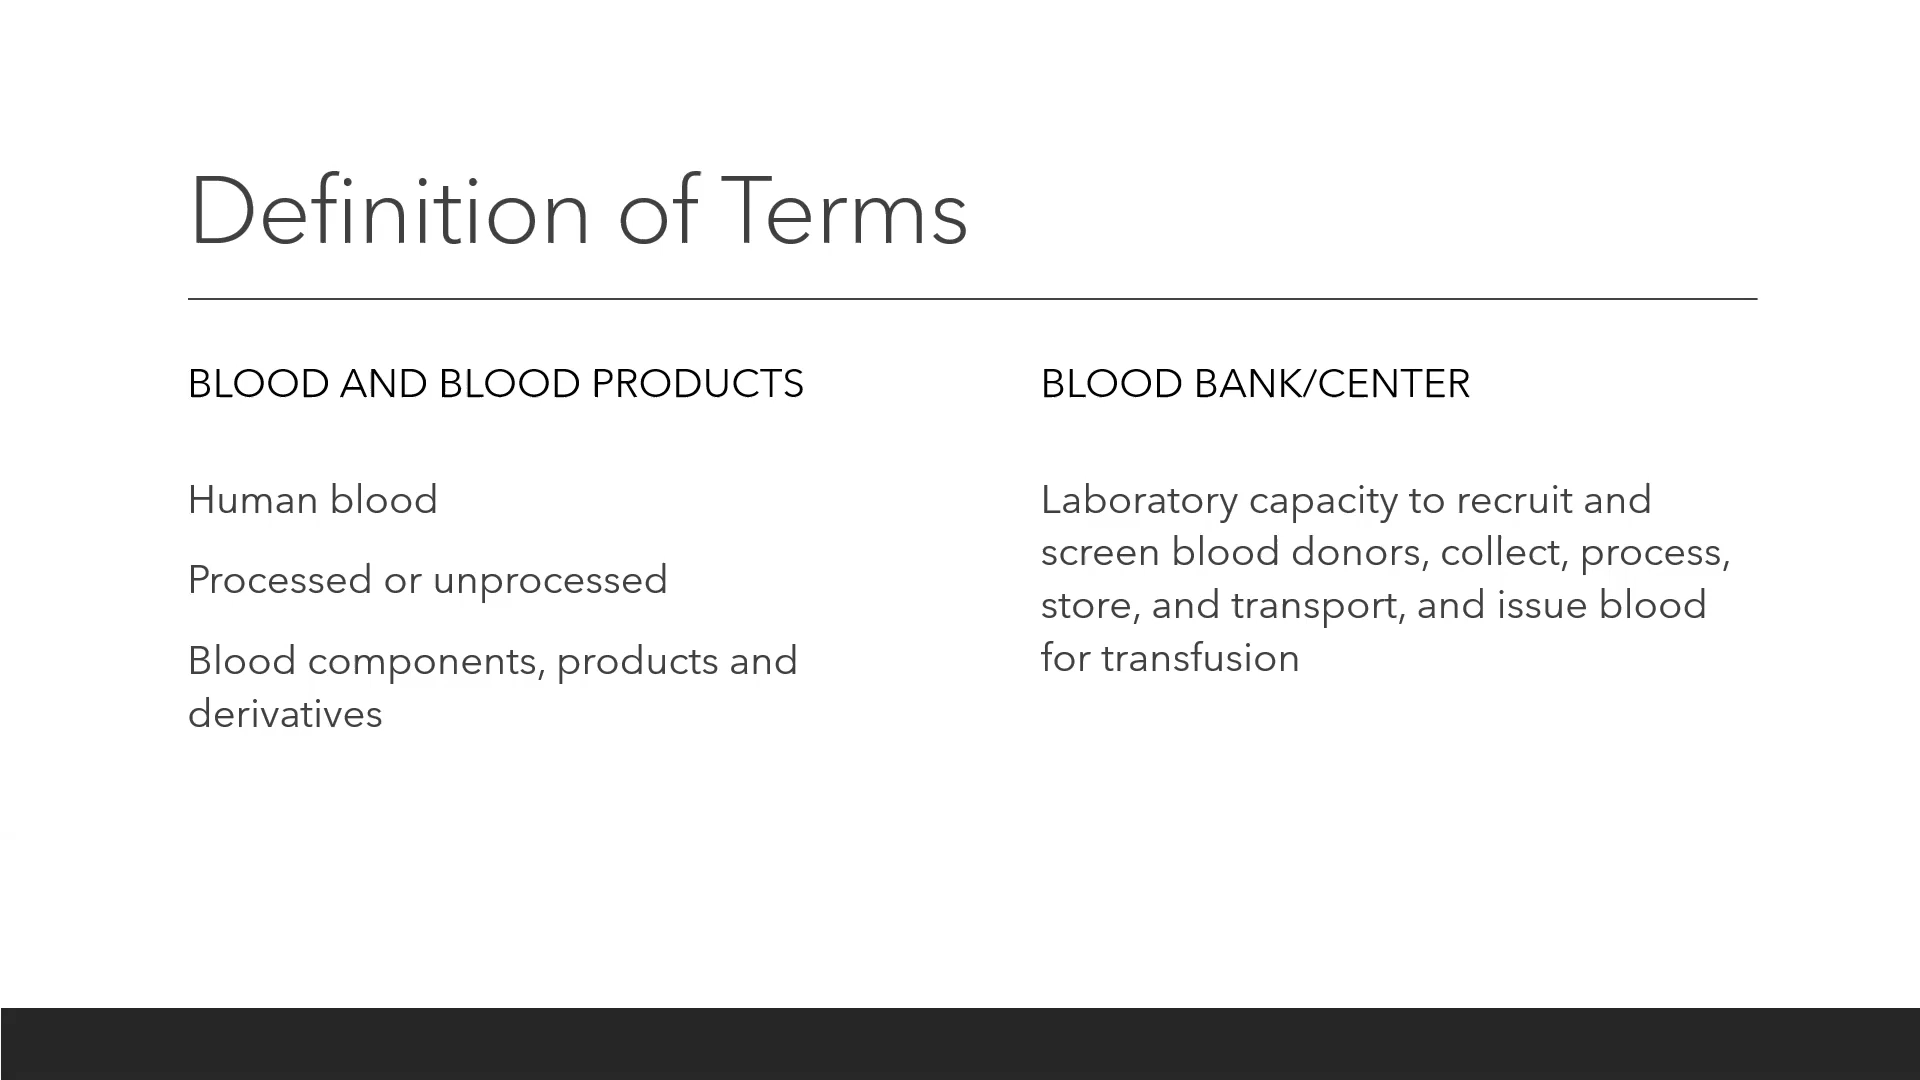 Definition of Terms
BLOOD AND BLOOD PRODUCTS
Human blood
Processed or unprocessed
Blood components, products and
derivatives
BLOOD BANK/CENTER
Laboratory capacity to recruit and
screen blood donors, collect, process,
store, and transport, and issue blood
for transfusion